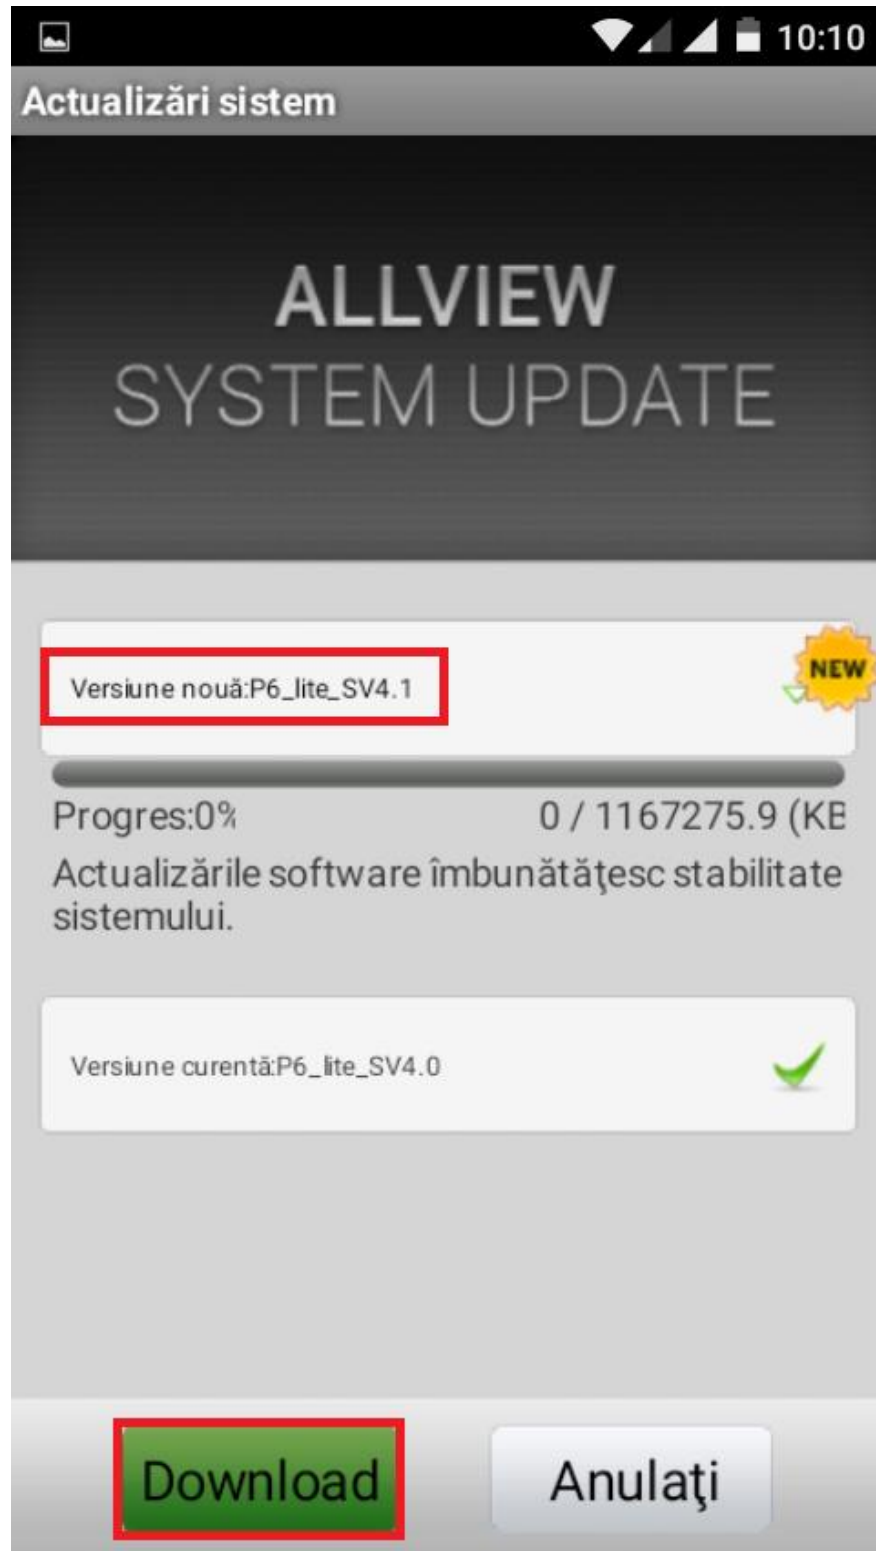 10:10
Actualizări sistem
ALLVIEW
SYSTEM UPDATE
Versiune nouă:P6_lite_SV4.1
NEW
Progres:0% 0 / 1167275.9 (KB
Actualizările software îmbunătăţesc stabilitate
sistemului.
Versiune curentă:P6_lite_SV4.0
Download Anulaţi